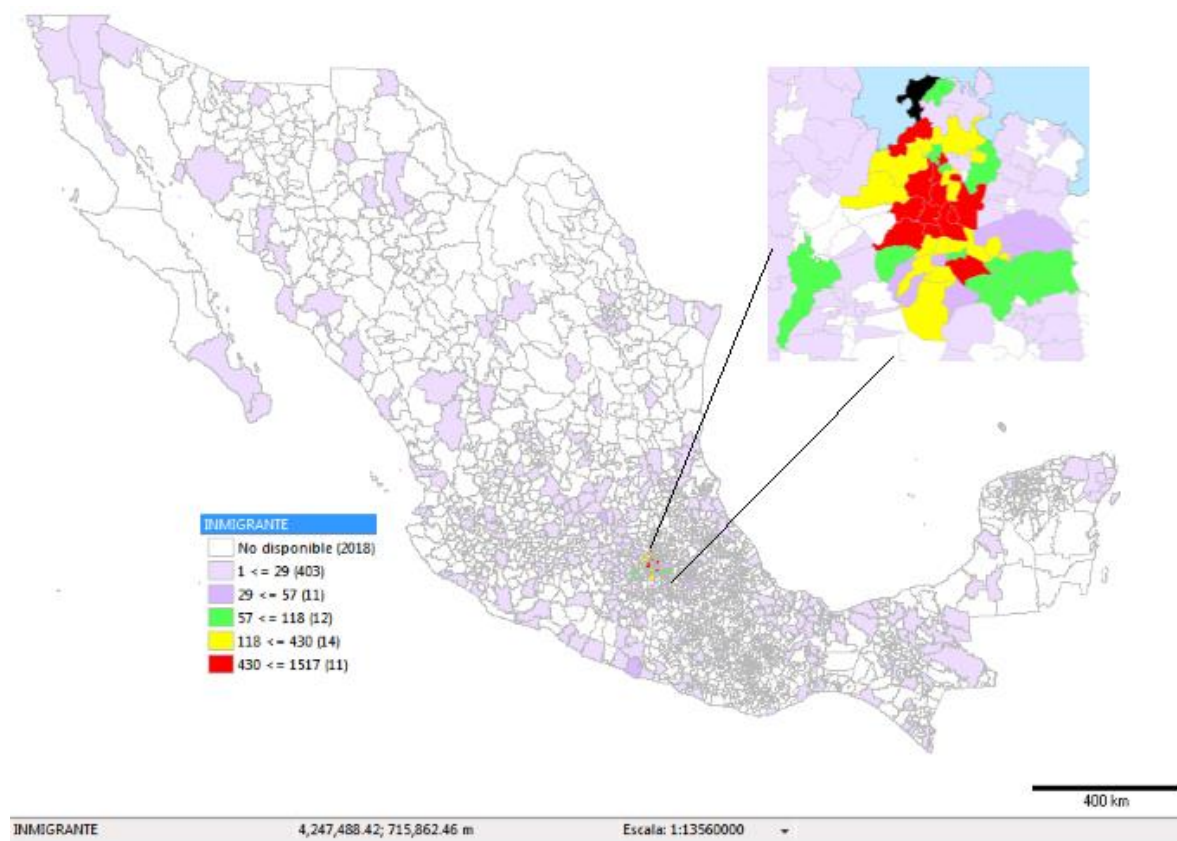 INMIGRANTE
No disponible (2018)
1 <= 29 (403)
29 <= 57 (11)
57 <= 118 (12)
118 <= 430 (14)
430 <= 1517 (11)
400 km
INMIGRANTE 4,247,488.42; 715,862.46 m Escala: 1:13560000